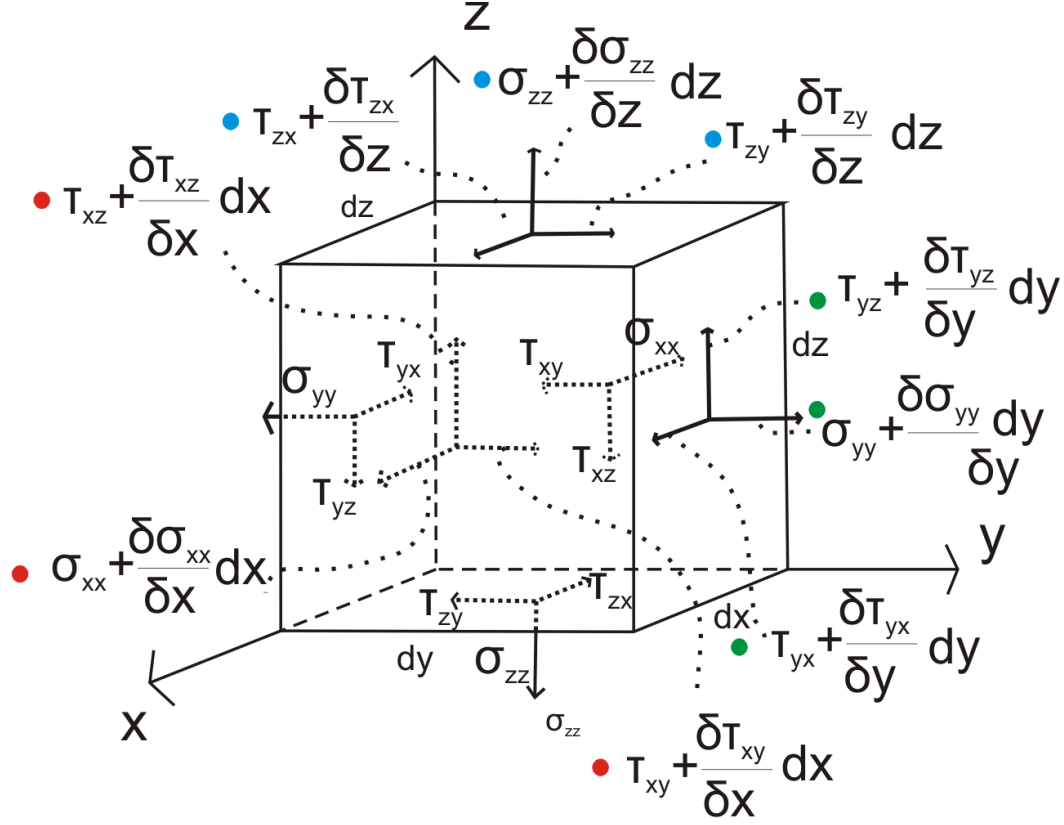 z
σzz + δσzz/δz dz
τzx + δτzx/δz
τzy + δτzy/δz dz
τxz + δτxz/δx dx
dz
τyz + δτyz/δy dy
σxx
dz
τyx
τxy
σyy
σyy + δσyy/δy dy
τxz
τyz
y
σxx + δσxx/δx dx
τzx
τzy
dx
τyx + δτyx/δy dy
dy
σzz
x
σzz
τxy + δτxy/δx dx